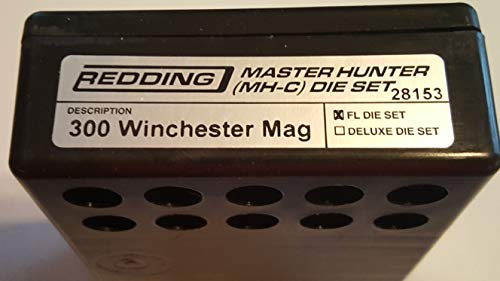 REDDING
MASTER HUNTER
(MH-C) DIE SET
28153
DESCRIPTION
300 Winchester Mag
FL DIE SET
DELUXE DIE SET